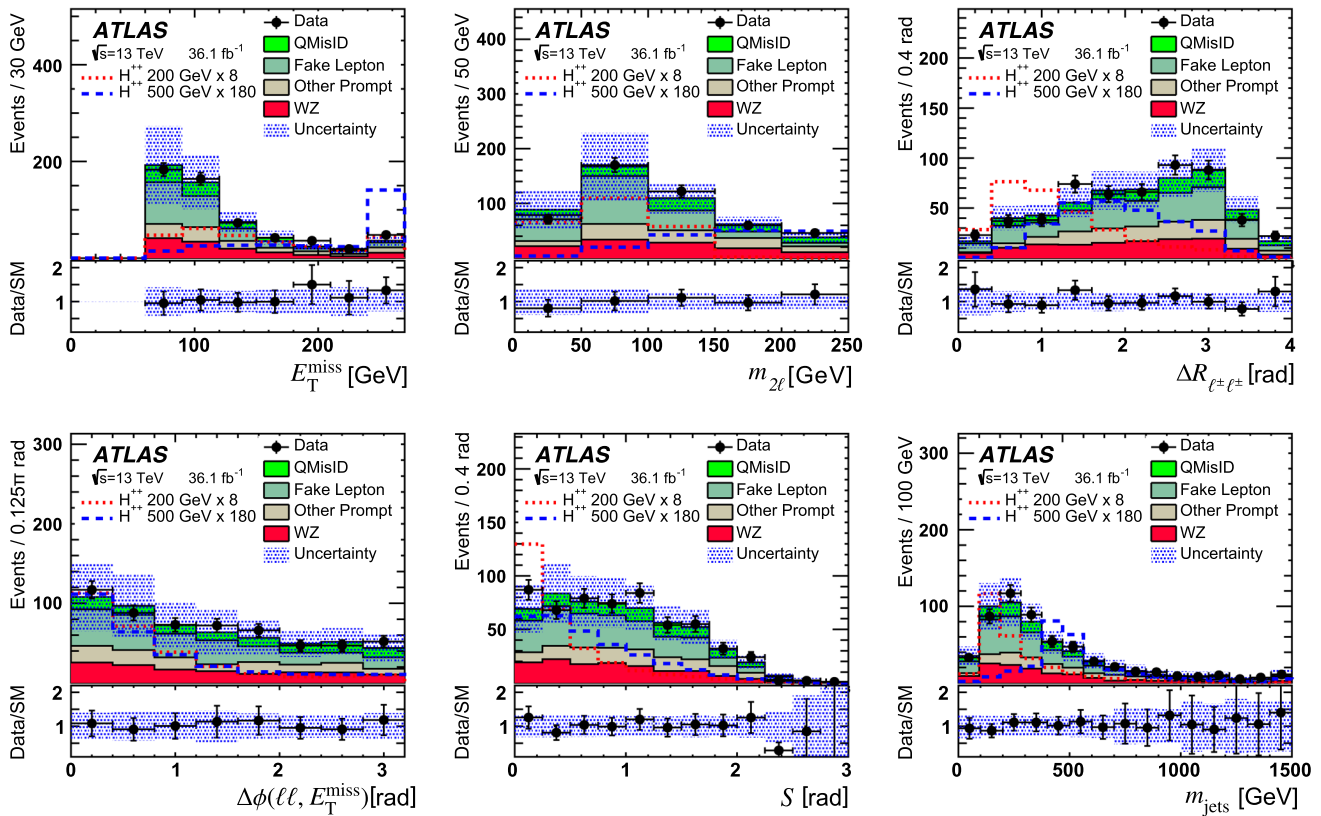 Events / 30 GeV
400
200
ATLAS
√s=13 TeV 36.1 fb⁻¹
H⁺⁺ 200 GeV x 8
H⁺⁺ 500 GeV x 180
Data
QMisID
Fake Lepton
Other Prompt
WZ
Uncertainty
Data/SM
2
1
0 100 200
E_T^miss [GeV]
Events / 50 GeV
400
300
200
100
ATLAS
√s=13 TeV 36.1 fb⁻¹
H⁺⁺ 200 GeV x 8
H⁺⁺ 500 GeV x 180
Data
QMisID
Fake Lepton
Other Prompt
WZ
Uncertainty
Data/SM
2
1
0 50 100 150 200 250
m_2ℓ [GeV]
Events / 0.4 rad
200
150
100
50
ATLAS
√s=13 TeV 36.1 fb⁻¹
H⁺⁺ 200 GeV x 8
H⁺⁺ 500 GeV x 180
Data
QMisID
Fake Lepton
Other Prompt
WZ
Uncertainty
Data/SM
2
1
0 1 2 3 4
ΔR_ℓ±ℓ± [rad]
Events / 0.125π rad
300
200
100
ATLAS
√s=13 TeV 36.1 fb⁻¹
H⁺⁺ 200 GeV x 8
H⁺⁺ 500 GeV x 180
Data
QMisID
Fake Lepton
Other Prompt
WZ
Uncertainty
Data/SM
2
1
0 1 2 3
Δϕ(ℓℓ, E_T^miss)[rad]
Events / 0.4 rad
200
150
100
50
ATLAS
√s=13 TeV 36.1 fb⁻¹
H⁺⁺ 200 GeV x 8
H⁺⁺ 500 GeV x 180
Data
QMisID
Fake Lepton
Other Prompt
WZ
Uncertainty
Data/SM
2
1
0 1 2 3
S [rad]
Events / 100 GeV
300
200
100
ATLAS
√s=13 TeV 36.1 fb⁻¹
H⁺⁺ 200 GeV x 8
H⁺⁺ 500 GeV x 180
Data
QMisID
Fake Lepton
Other Prompt
WZ
Uncertainty
Data/SM
2
1
0 500 1000 1500
m_jets [GeV]